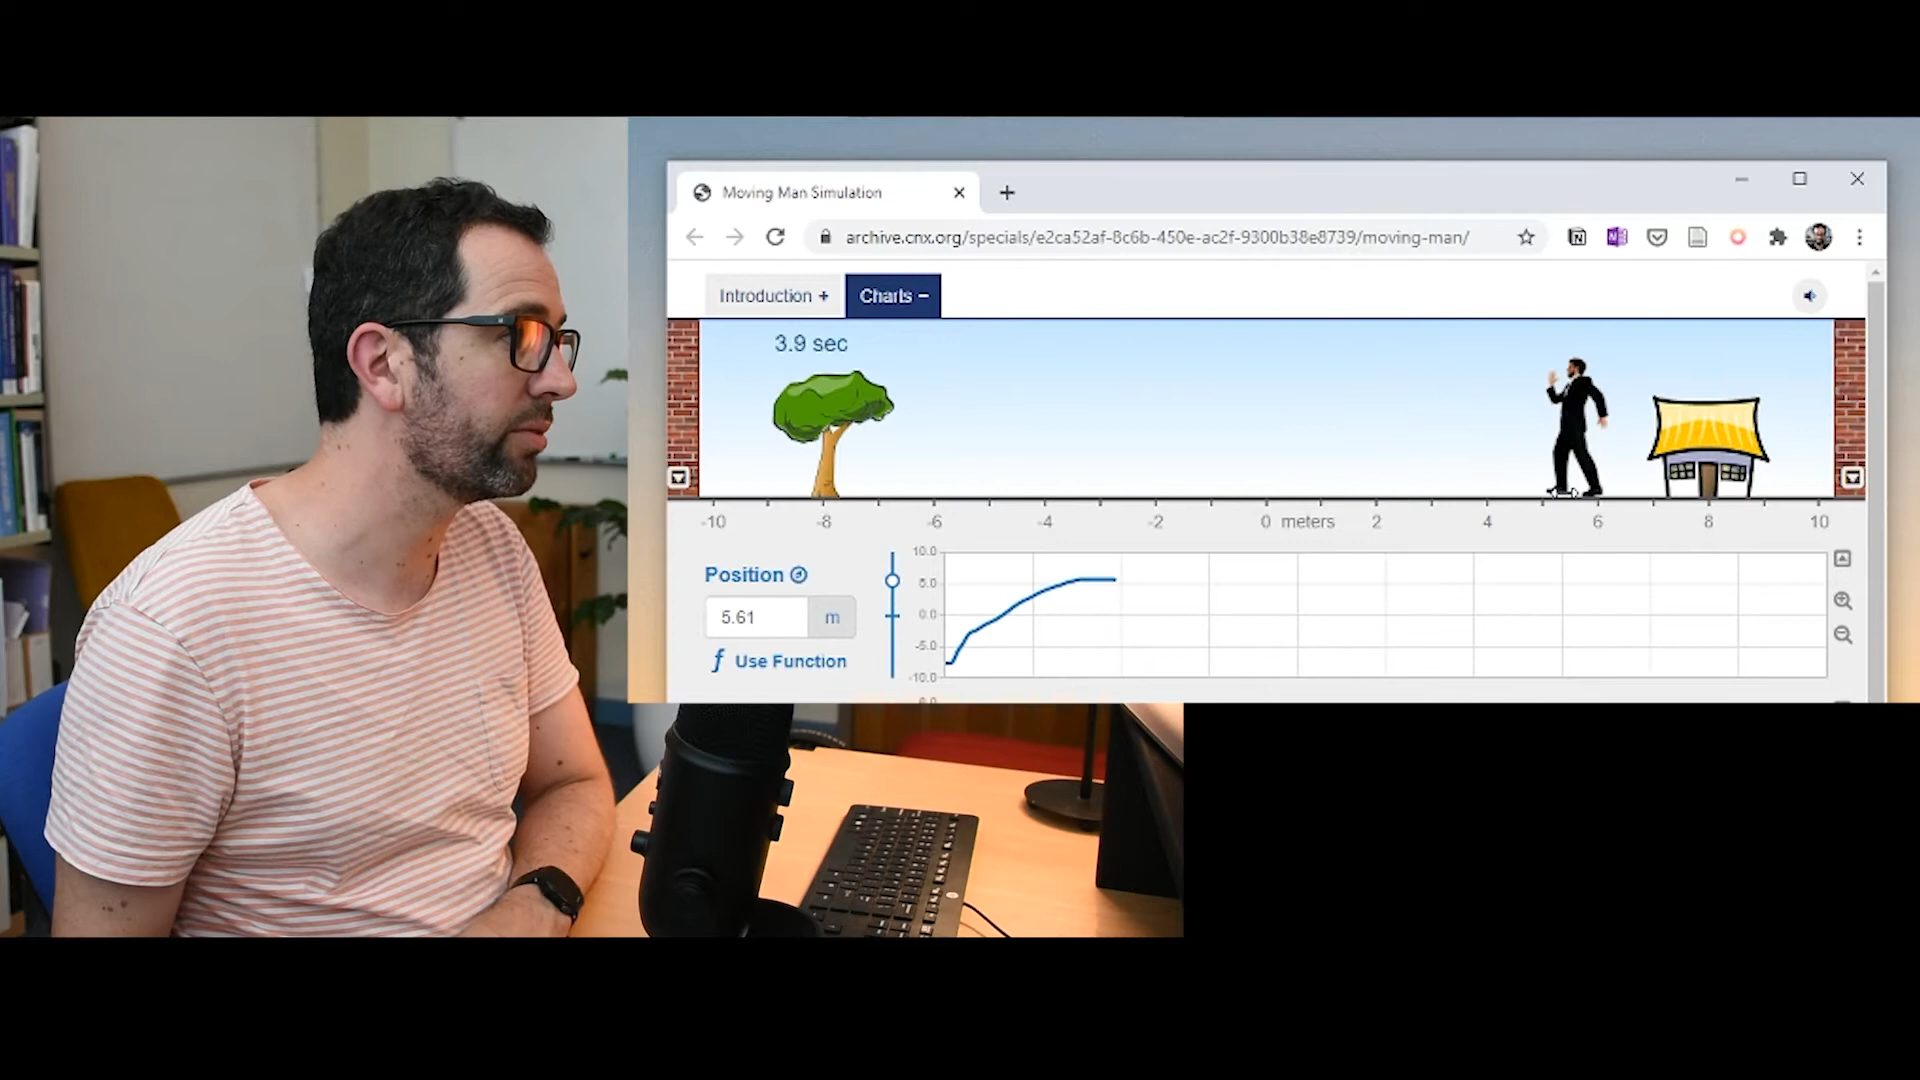 Moving Man Simulation
archive.cnx.org/specials/e2ca52af-8c6b-450e-ac2f-9300b38e8739/moving-man/
Introduction + Charts −
3.9 sec
-10 -8 -6 -4 -2 0 meters 2 4 6 8 10
Position
5.61 m
f Use Function
10.0
5.0
0.0
-5.0
-10.0